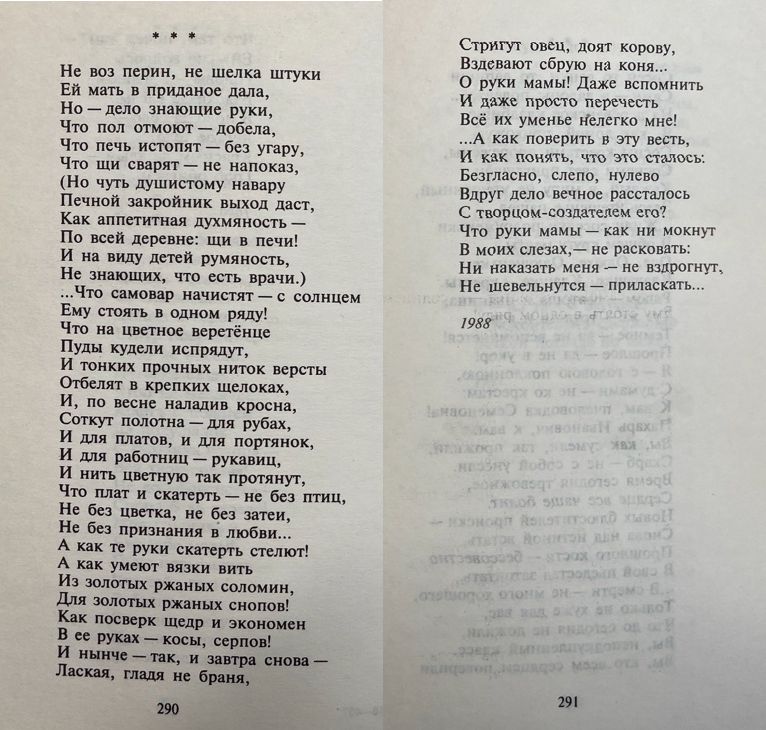 * * *
Не воз перин, не шелка штуки
Ей мать в приданое дала,
Но — дело знающие руки,
Что пол отмоют — добела,
Что печь истопят — без угару,
Что щи сварят — не напоказ,
(Но чуть душистому навару
Печной закройник выход даст,
Как аппетитная духмяность —
По всей деревне: щи в печи!
И на виду детей румяность,
Не знающих, что есть врачи.)
...Что самовар начистят — с солнцем
Ему стоять в одном ряду!
Что на цветное веретёнце
Пуды кудели испрядут,
И тонких прочных ниток версты
Отбелят в крепких щелоках,
И, по весне наладив кросна,
Соткут полотна — для рубах,
И для платов, и для портянок,
И для работниц — рукавиц,
И нить цветную так протянут,
Что плат и скатерть — не без птиц,
Не без цветка, не без затеи,
Не без признания в любви...
А как те руки скатерть стелют!
А как умеют вязки вить
Из золотых ржаных соломин,
Для золотых ржаных снопов!
Как посверк щедр и экономен
В ее руках — косы, серпов!
И нынче — так, и завтра снова —
Лаская, гладя не браня,
290
Стригут овец, доят корову,
Вздевают сбрую на коня...
О руки мамы! Даже вспомнить
И даже просто перечесть
Всё их уменье нелегко мне!
...А как поверить в эту весть,
И как понять, что это сталось:
Безгласно, слепо, нулево
Вдруг дело вечное рассталось
С творцом-создателем его?
Что руки мамы — как ни мокнут
В моих слезах,— не расковать:
Ни наказать меня — не вздрогнут,
Не шевельнутся — приласкать...
1988
291